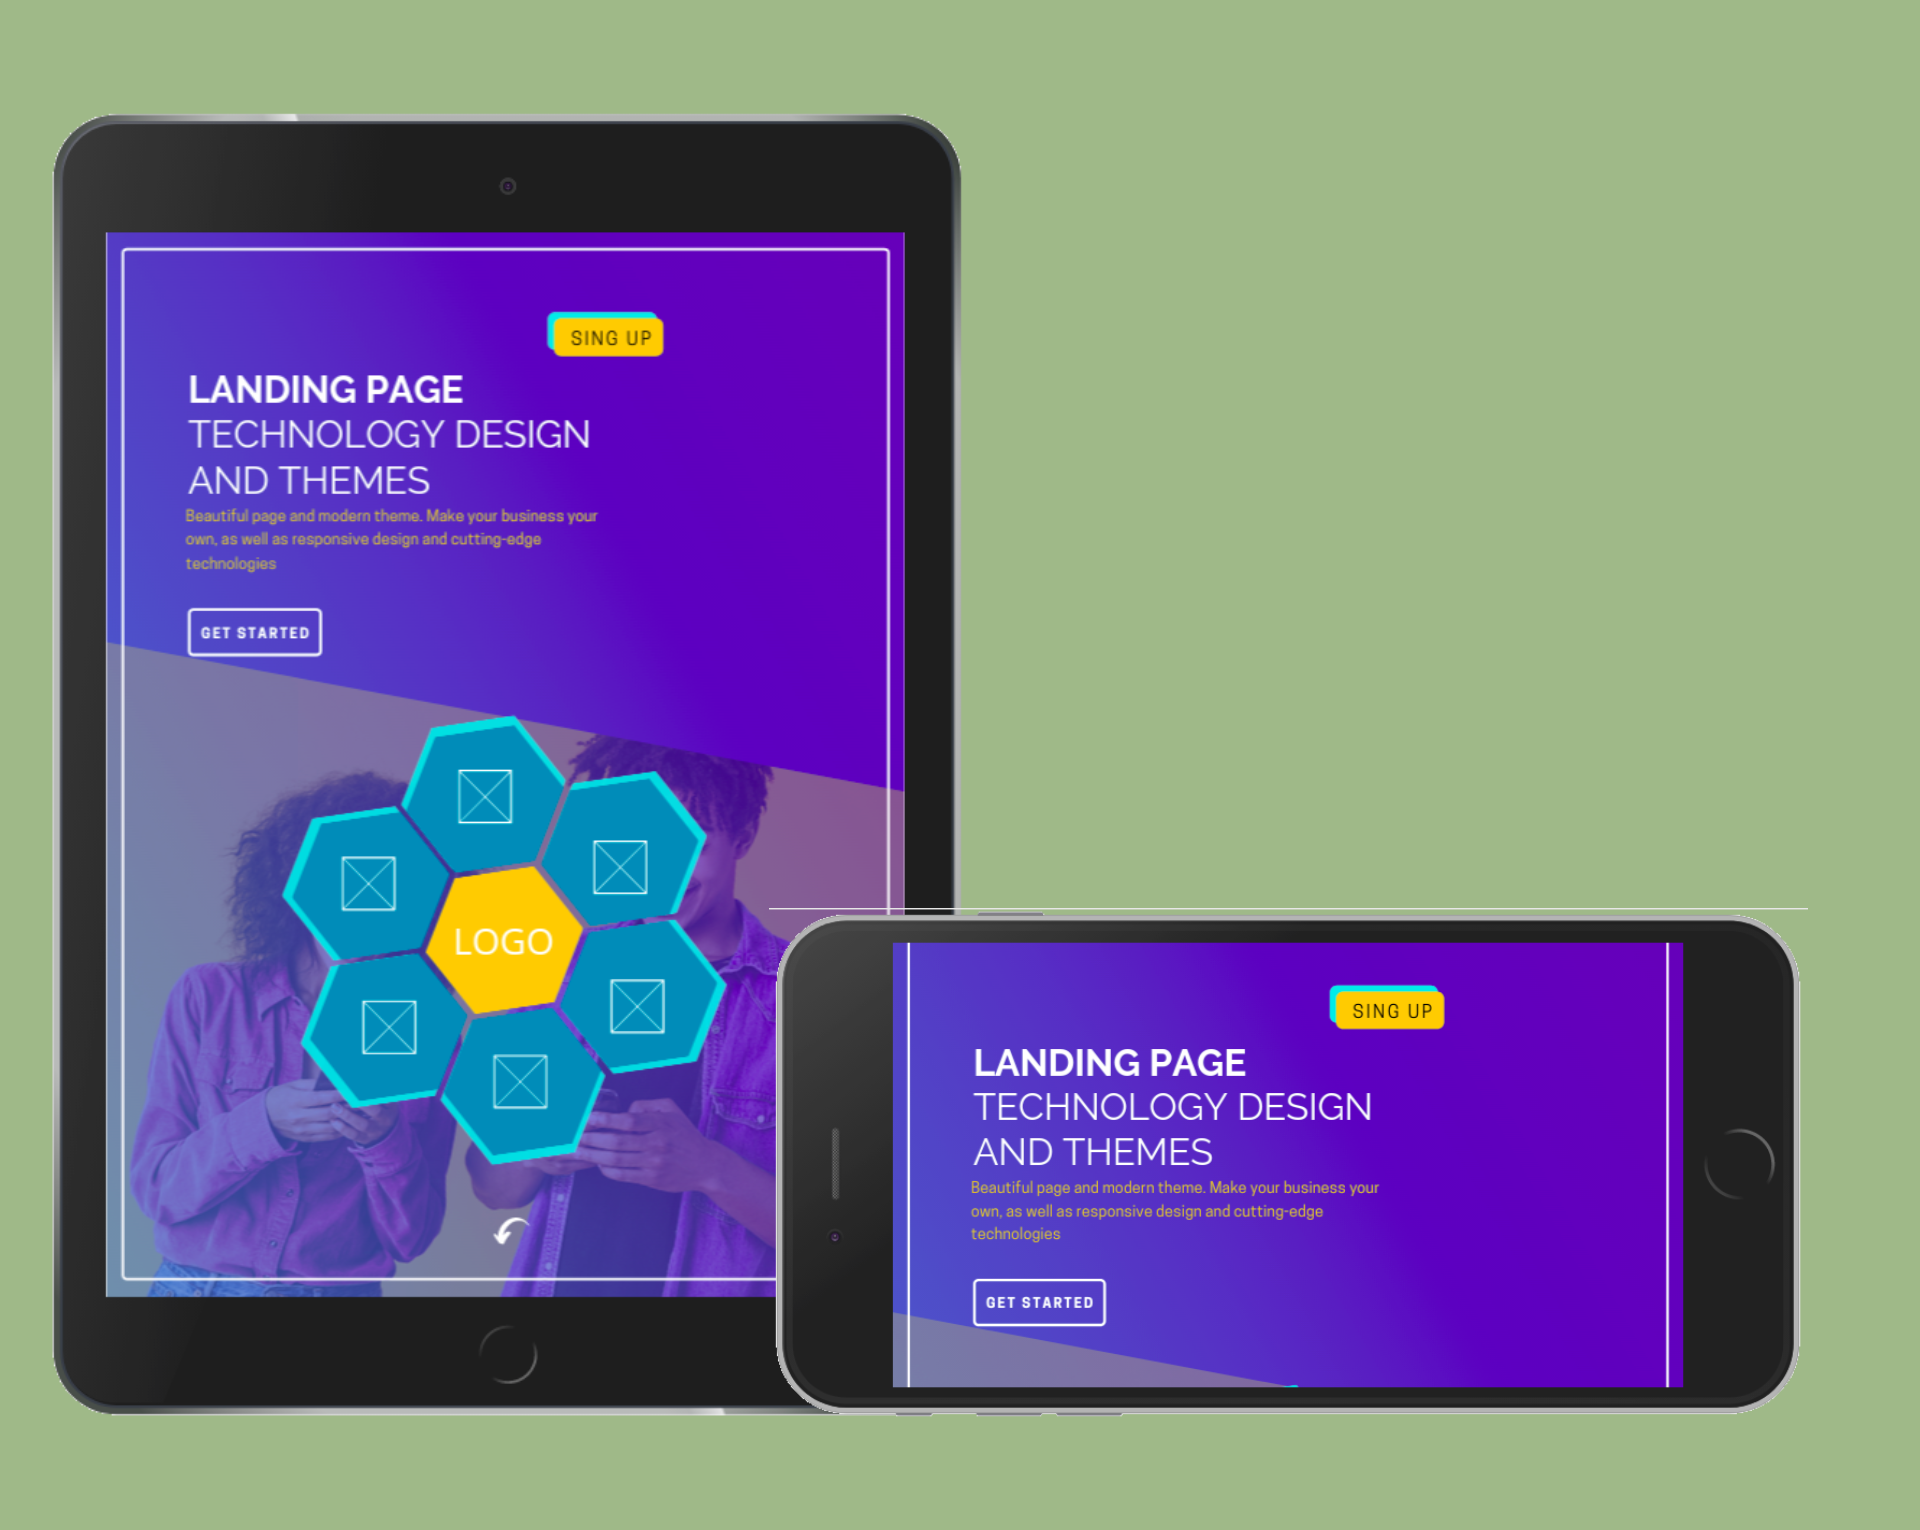 SING UP
LANDING PAGE
TECHNOLOGY DESIGN
AND THEMES
Beautiful page and modern theme. Make your business your
own, as well as responsive design and cutting-edge
technologies
GET STARTED
LOGO
SING UP
LANDING PAGE
TECHNOLOGY DESIGN
AND THEMES
Beautiful page and modern theme. Make your business your
own, as well as responsive design and cutting-edge
technologies
GET STARTED